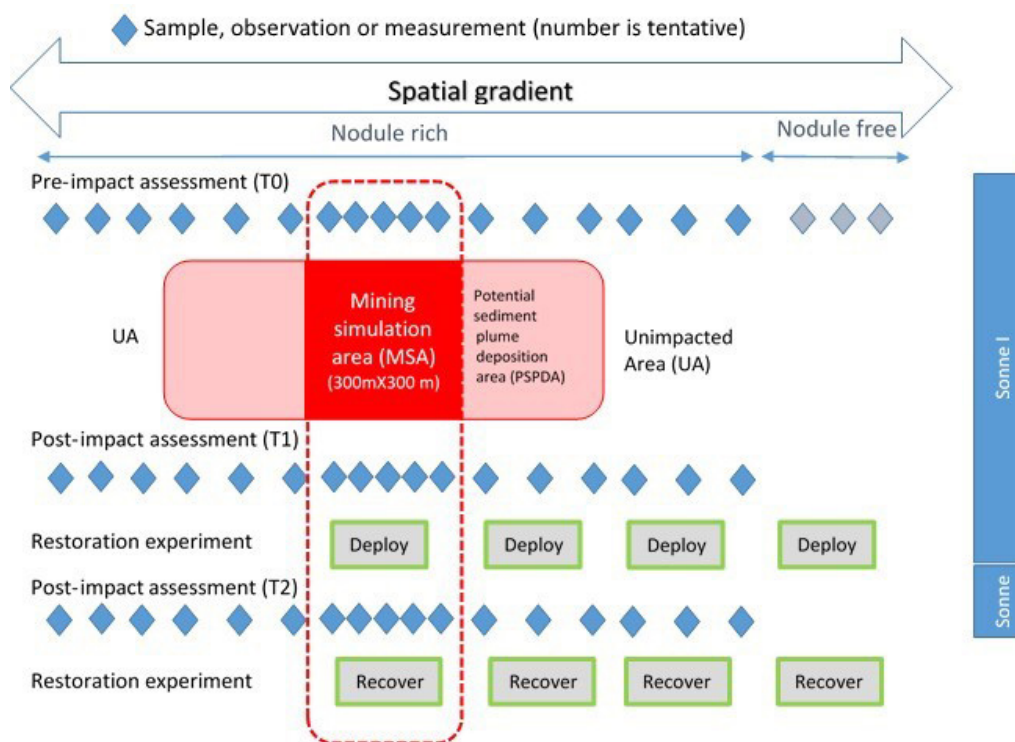 Sample, observation or measurement (number is tentative)
Spatial gradient
Nodule rich
Nodule free
Pre-impact assessment (T0)
UA
Mining
simulation
area (MSA)
(300mX300 m)
Potential
sediment
plume
deposition
area (PSPDA)
Unimpacted
Area (UA)
Sonne I
Post-impact assessment (T1)
Restoration experiment
Deploy
Deploy
Deploy
Deploy
Post-impact assessment (T2)
Sonne
Restoration experiment
Recover
Recover
Recover
Recover